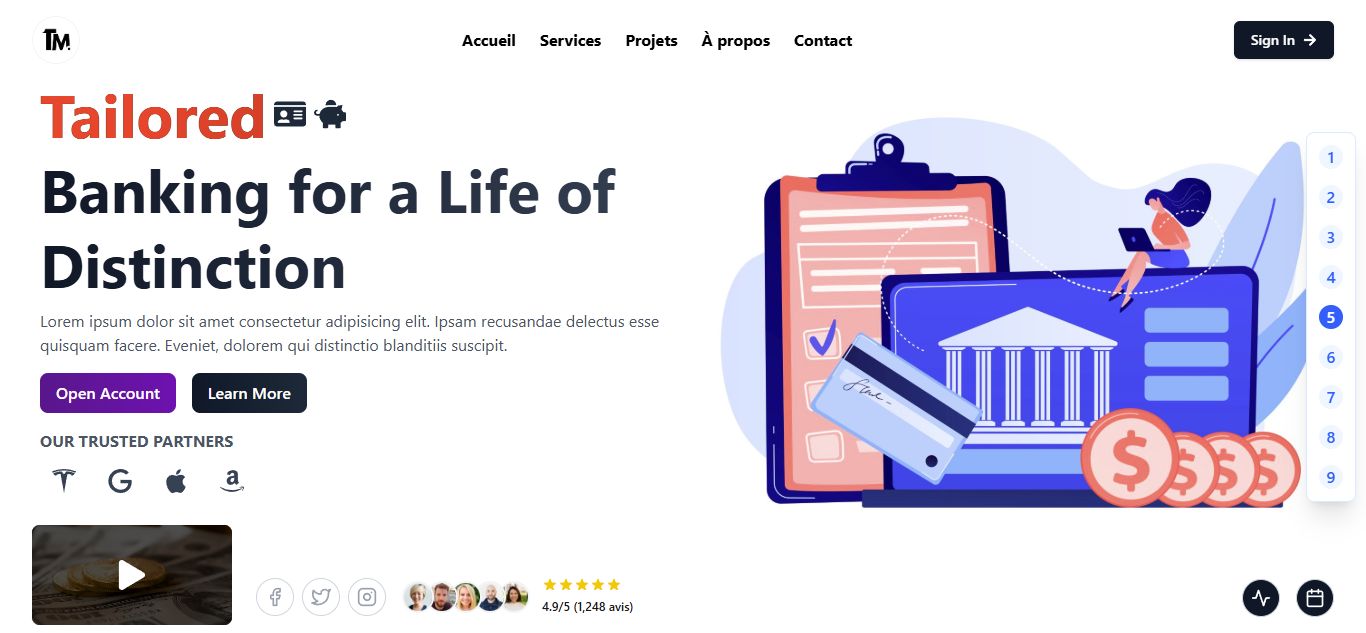 TM
Accueil Services Projets À propos Contact
Sign In
Tailored
Banking for a Life of
Distinction
Lorem ipsum dolor sit amet consectetur adipisicing elit. Ipsam recusandae delectus esse
quisquam facere. Eveniet, dolorem qui distinctio blanditiis suscipit.
Open Account Learn More
OUR TRUSTED PARTNERS
4.9/5 (1,248 avis)
1
2
3
4
5
6
7
8
9